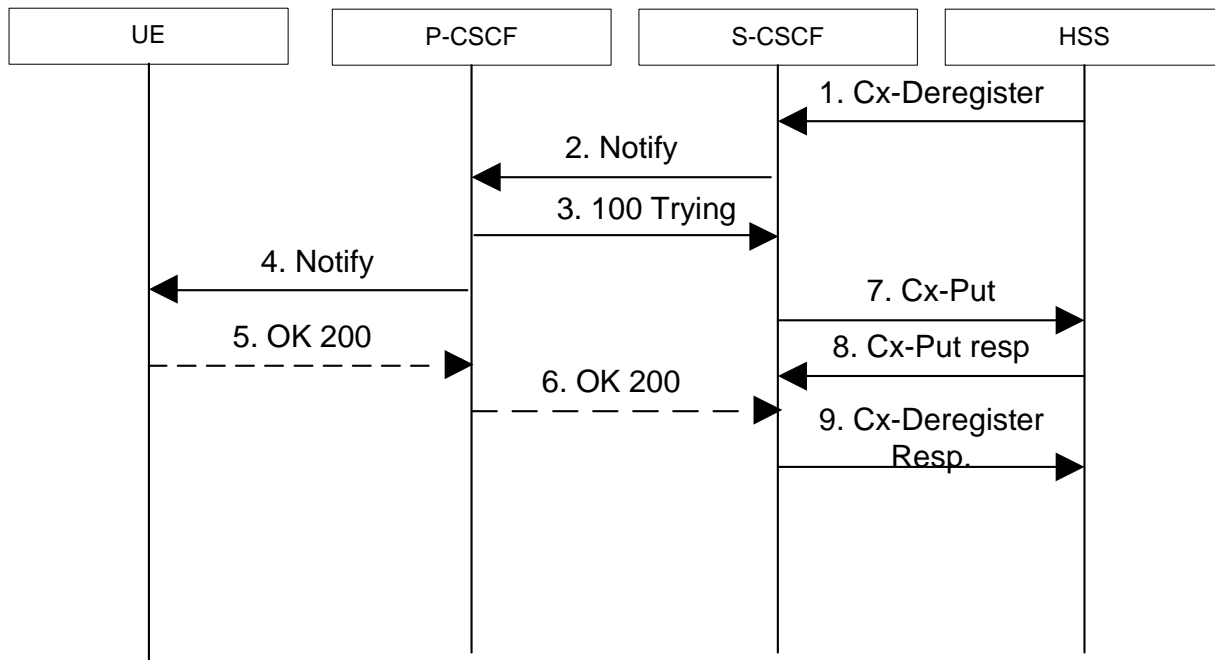 UE
P-CSCF
S-CSCF
HSS
1. Cx-Deregister
2. Notify
3. 100 Trying
4. Notify
7. Cx-Put
5. OK 200
8. Cx-Put resp
6. OK 200
9. Cx-Deregister
Resp.